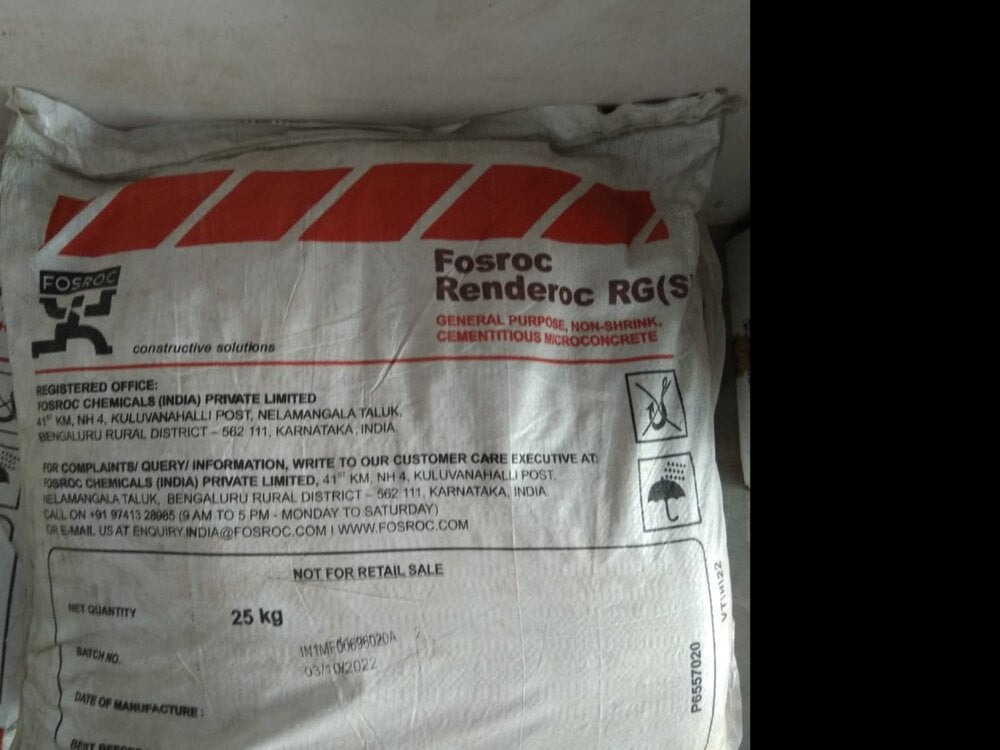 Fosroc
Renderoc RG(S
GENERAL PURPOSE, NON-SHRINK,
CEMENTITIOUS MICROCONCRETE
FOSROC
constructive solutions
REGISTERED OFFICE:
FOSROC CHEMICALS (INDIA) PRIVATE LIMITED
41ST KM, NH 4, KULUVANAHALLI POST, NELAMANGALA TALUK,
BENGALURU RURAL DISTRICT – 562 111, KARNATAKA, INDIA
FOR COMPLAINTS/ QUERY/ INFORMATION, WRITE TO OUR CUSTOMER CARE EXECUTIVE AT:
FOSROC CHEMICALS (INDIA) PRIVATE LIMITED, 41ST KM, NH 4, KULUVANAHALLI POST,
NELAMANGALA TALUK, BENGALURU RURAL DISTRICT – 562 111, KARNATAKA, INDIA
CALL ON +91 97413 28965 (9 AM TO 5 PM - MONDAY TO SATURDAY)
OR E-MAIL US AT ENQUIRY.INDIA@FOSROC.COM I WWW.FOSROC.COM
NOT FOR RETAIL SALE
NET QUANTITY : 25 kg
BATCH NO. IN1MF00696020A
03/10/2022
DATE OF MANUFACTURE :
VT\H\22
P6557020